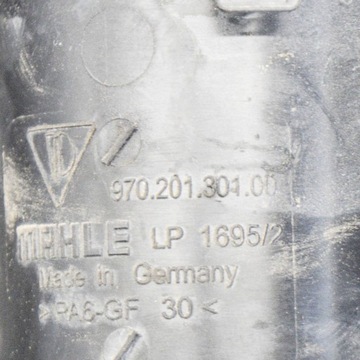 970.201.301.00
MAHLE LP 1695/2
Made in Germany
>PA6-GF 30<